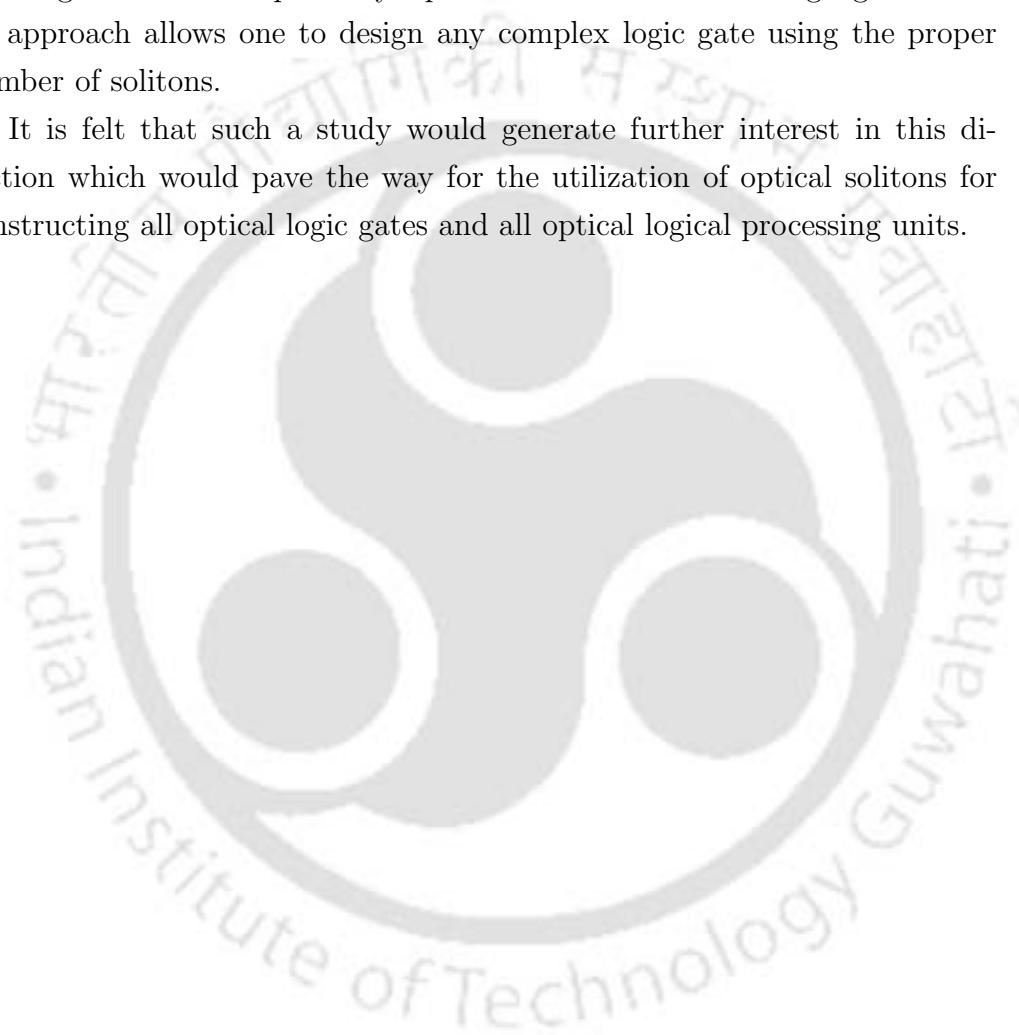 approach allows one to design any complex logic gate using the proper
mber of solitons.
It is felt that such a study would generate further interest in this di-
ction which would pave the way for the utilization of optical solitons for
nstructing all optical logic gates and all optical logical processing units.
भारतीय प्रौद्योगिकी संस्थान गुवाहाटी
• Indian Institute of Technology Guwahati •